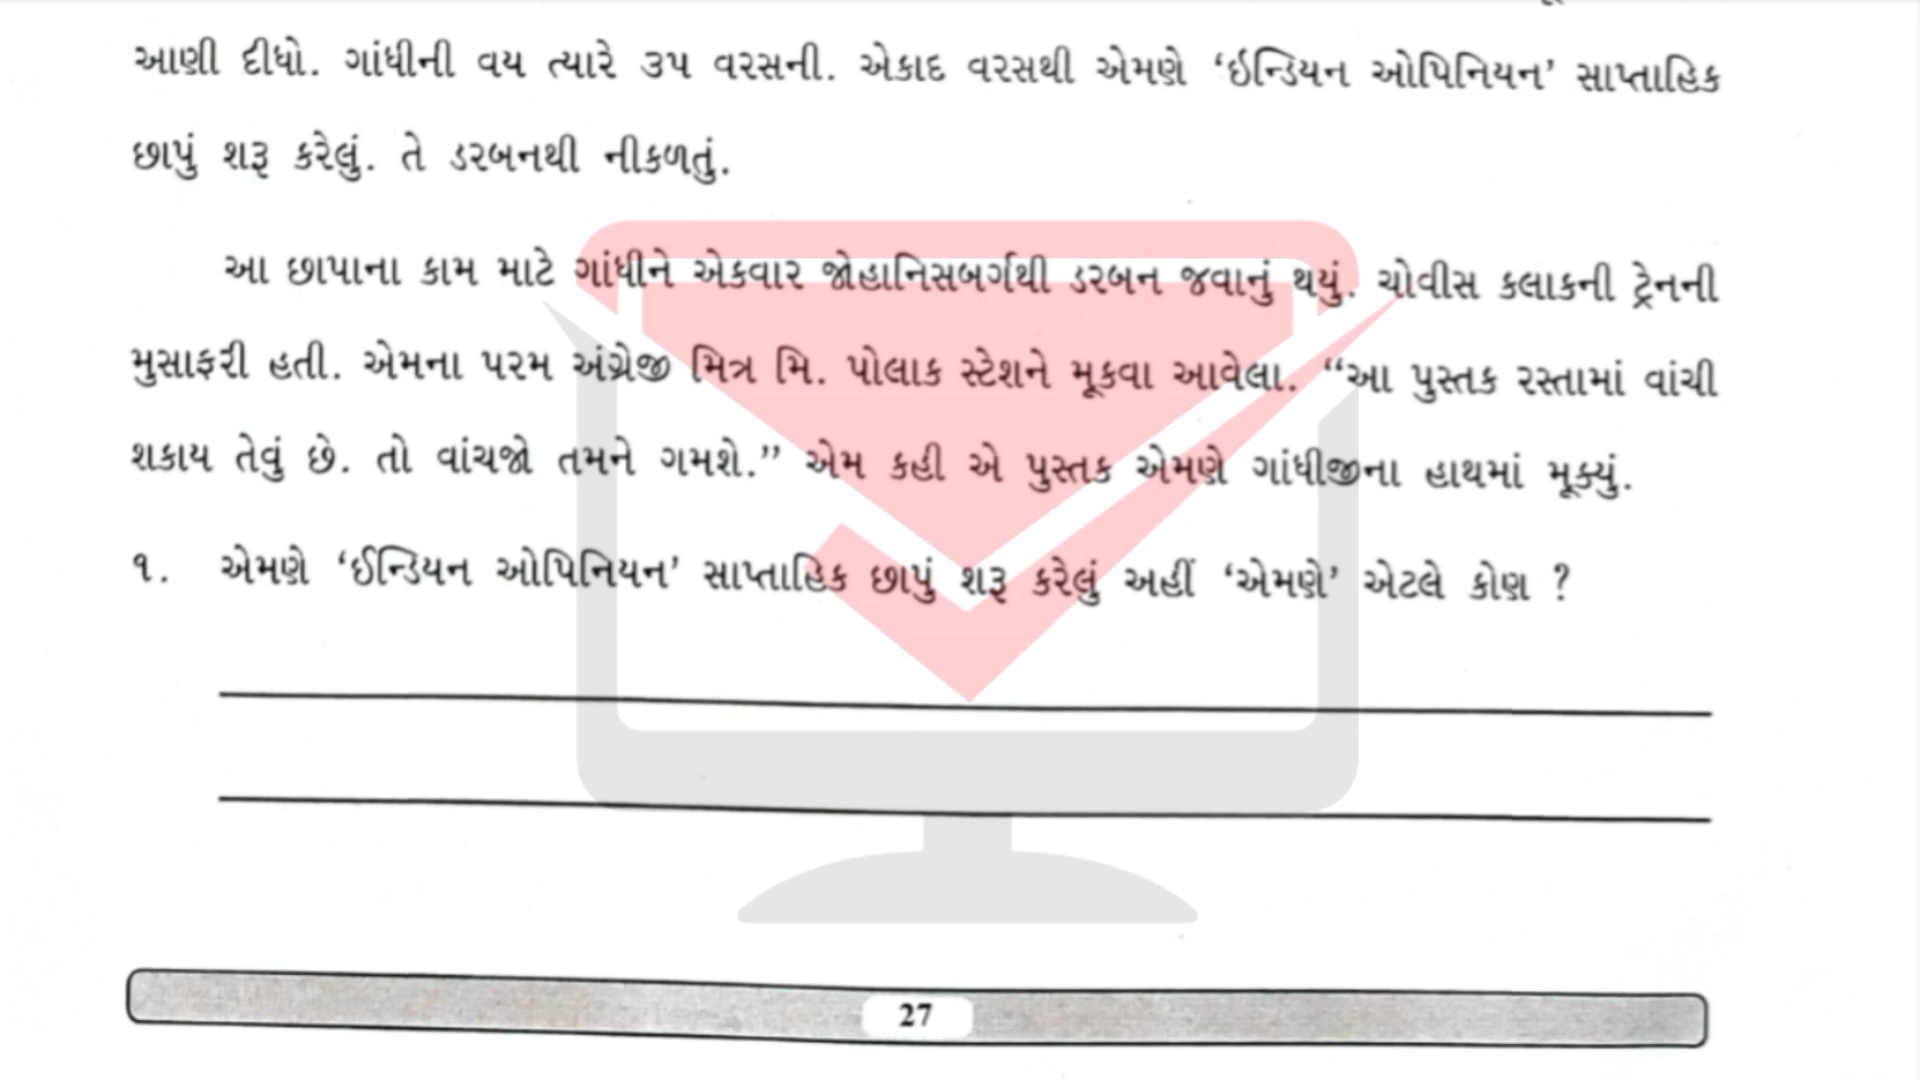 આણી દીધો. ગાંધીની વય ત્યારે ૩૫ વરસની. એકાદ વરસથી એમણે ‘ઇન્ડિયન ઓપિનિયન’ સાપ્તાહિક
છાપું શરૂ કરેલું. તે ડરબનથી નીકળતું.
આ છાપાના કામ માટે ગાંધીને એકવાર જોહાનિસબર્ગથી ડરબન જવાનું થયું. ચોવીસ કલાકની ટ્રેનની
મુસાફરી હતી. એમના પરમ અંગ્રેજી મિત્ર મિ. પોલાક સ્ટેશને મૂકવા આવેલા. “આ પુસ્તક રસ્તામાં વાંચી
શકાય તેવું છે. તો વાંચજો તમને ગમશે.” એમ કહી એ પુસ્તક એમણે ગાંધીજીના હાથમાં મૂક્યું.
૧. એમણે ‘ઈન્ડિયન ઓપિનિયન’ સાપ્તાહિક છાપું શરૂ કરેલું અહીં ‘એમણે’ એટલે કોણ ?
27